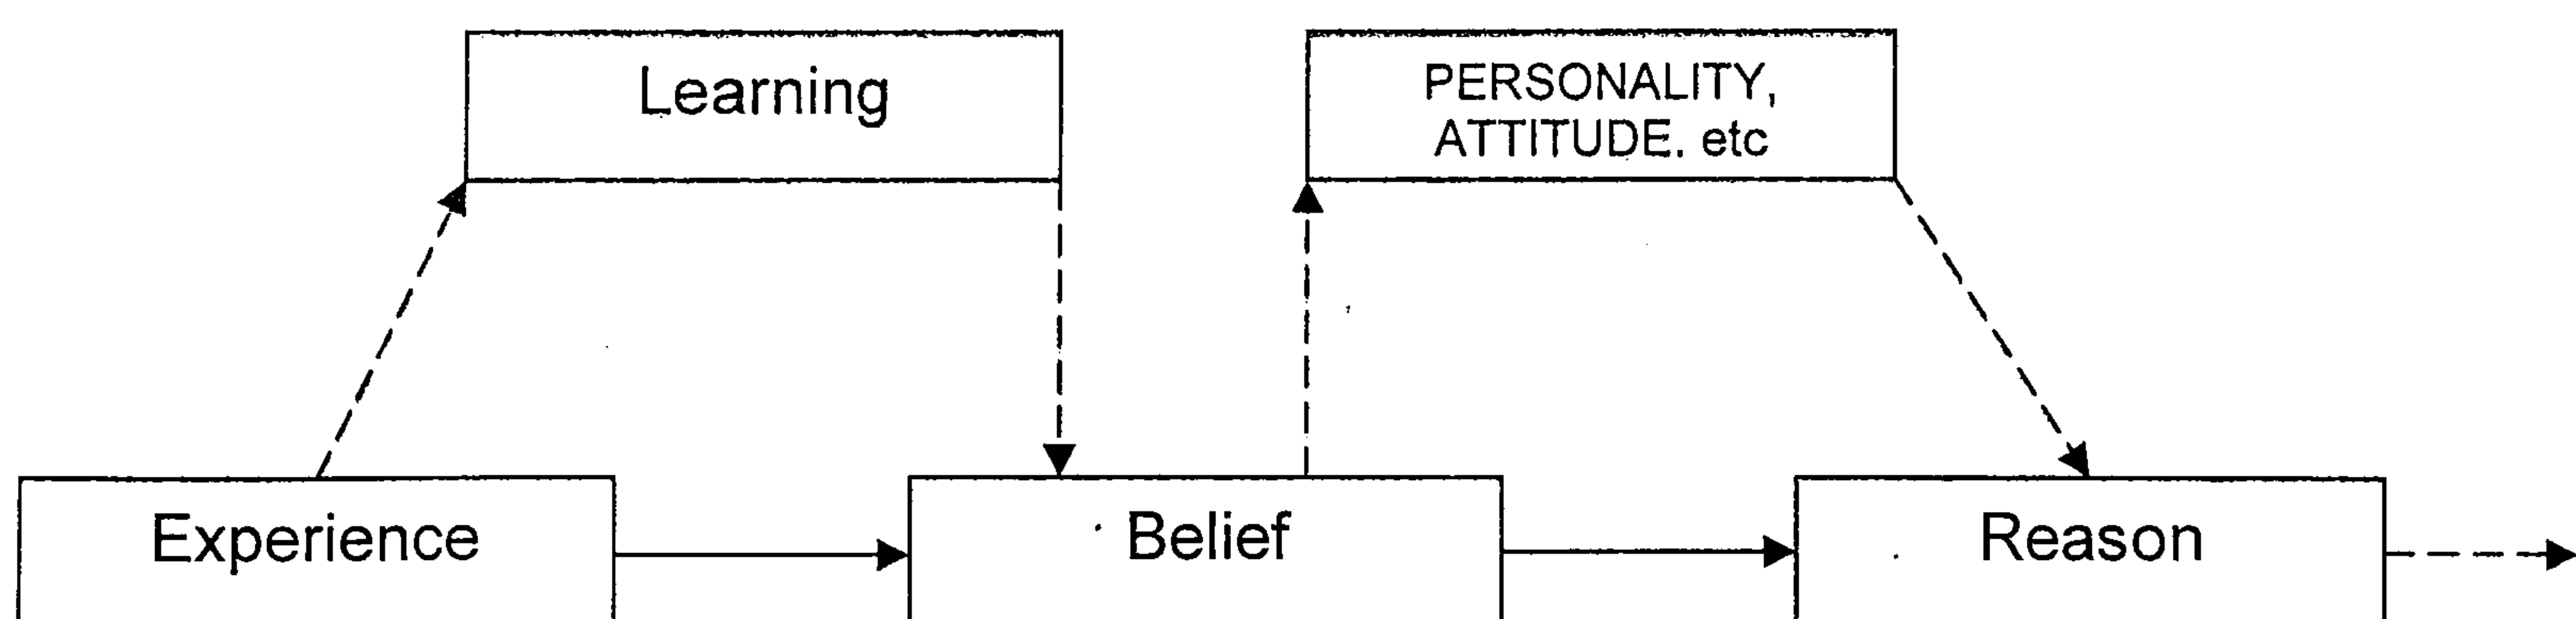 Learning
PERSONALITY,
ATTITUDE. etc
Experience
Belief
Reason